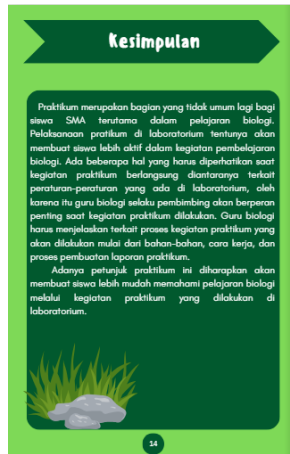 Kesimpulan
Praktikum merupakan bagian yang tidak umum lagi bagi
siswa SMA terutama dalam pelajaran biologi.
Pelaksanaan pratikum di laboratorium tentunya akan
membuat siswa lebih aktif dalam kegiatan pembelajaran
biologi. Ada beberapa hal yang harus diperhatikan saat
kegiatan praktikum berlangsung diantaranya terkait
peraturan-peraturan yang ada di laboratorium, oleh
karena itu guru biologi selaku pembimbing akan berperan
penting saat kegiatan praktikum dilakukan. Guru biologi
harus menjelaskan terkait proses kegiatan praktikum yang
akan dilakukan mulai dari bahan-bahan, cara kerja, dan
proses pembuatan laporan praktikum.
Adanya petunjuk praktikum ini diharapkan akan
membuat siswa lebih mudah memahami pelajaran biologi
melalui kegiatan praktikum yang dilakukan di
laboratorium.
14